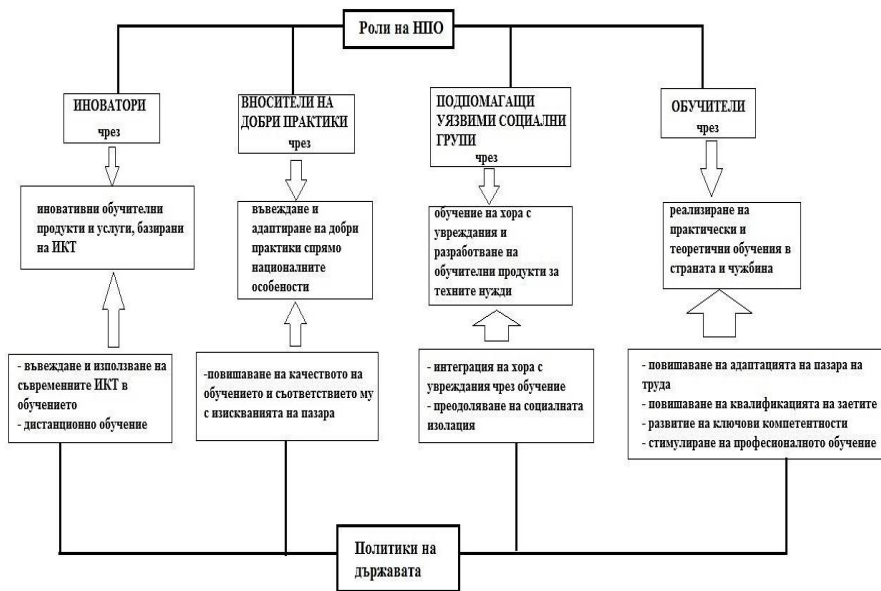 Роли на НПО
ИНОВАТОРИ
чрез
ВНОСИТЕЛИ НА
ДОБРИ ПРАКТИКИ
чрез
ПОДПОМАГАЩИ
УЯЗВИМИ СОЦИАЛНИ
ГРУПИ
чрез
ОБУЧИТЕЛИ
чрез
иновативни обучителни
продукти и услуги, базирани
на ИКТ
въвеждане и
адаптиране на добри
практики спрямо
националните
особености
обучение на хора с
увреждания и
разработване на
обучителни продукти за
техните нужди
реализиране на
практически и
теоретични обучения в
страната и чужбина
- въвеждане и използване на
съвременните ИКТ в
обучението
- дистанционно обучение
-повишаване на качеството на
обучението и съответствието му
с изискванията на пазара
- интеграция на хора с
увреждания чрез обучение
- преодоляване на социалната
изолация
- повишаване на адаптацията на пазара на
труда
- повишаване на квалификацията на заетите
- развитие на ключови компетентности
- стимулиране на професионалното обучение
Политики на
държавата